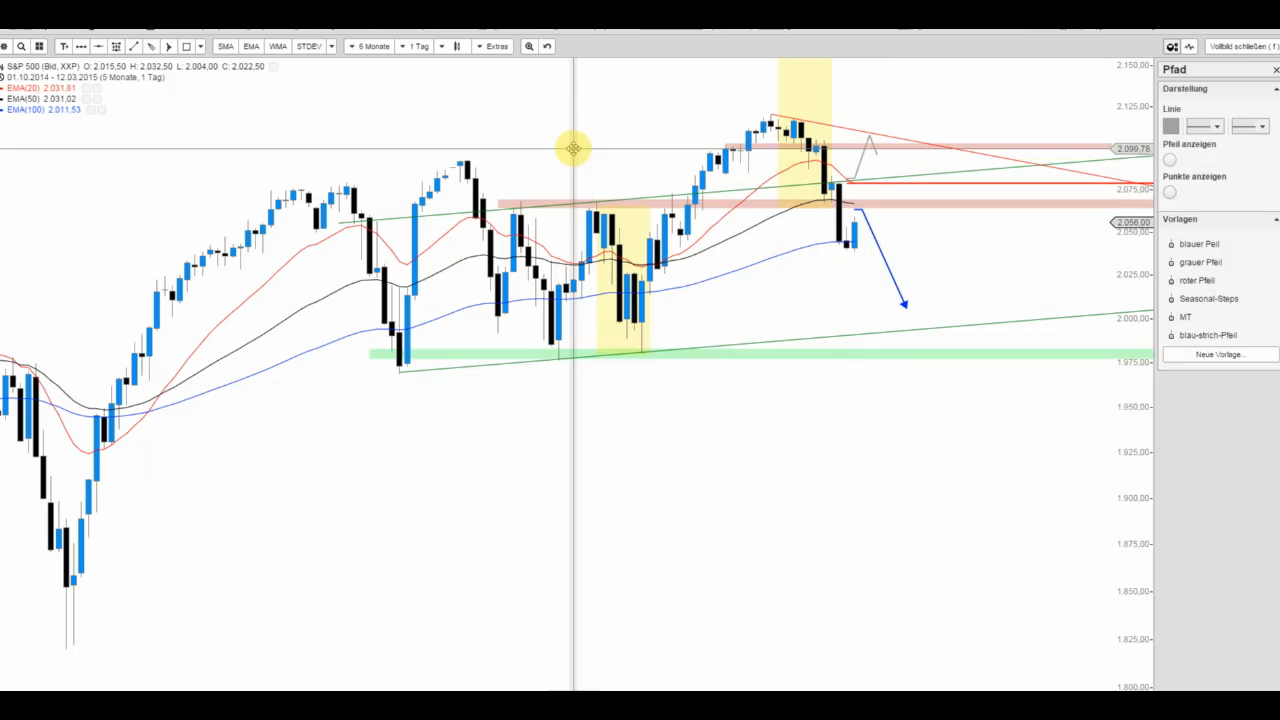 SMA EMA WMA STDEV 6 Monate 1 Tag Extras Vollbild schließen ( f )
S&P 500 (Bid, XXP) O: 2.015,50 H: 2.032,50 L: 2.004,00 C: 2.022,50
01.10.2014 - 12.03.2015 (5 Monate, 1 Tag)
EMA(20) 2.031,81
EMA(50) 2.031,02
EMA(100) 2.011,53
2.150,00
2.125,00
2.099,78
2.075,00
2.056,00
2.050,00
2.025,00
2.000,00
1.975,00
1.950,00
1.925,00
1.900,00
1.875,00
1.850,00
1.825,00
1.800,00
Pfad
Darstellung
Linie
Pfeil anzeigen
Punkte anzeigen
Vorlagen
blauer Peil
grauer Pfeil
roter Pfeil
Seasonal-Steps
MT
blau-strich-Pfeil
Neue Vorlage...